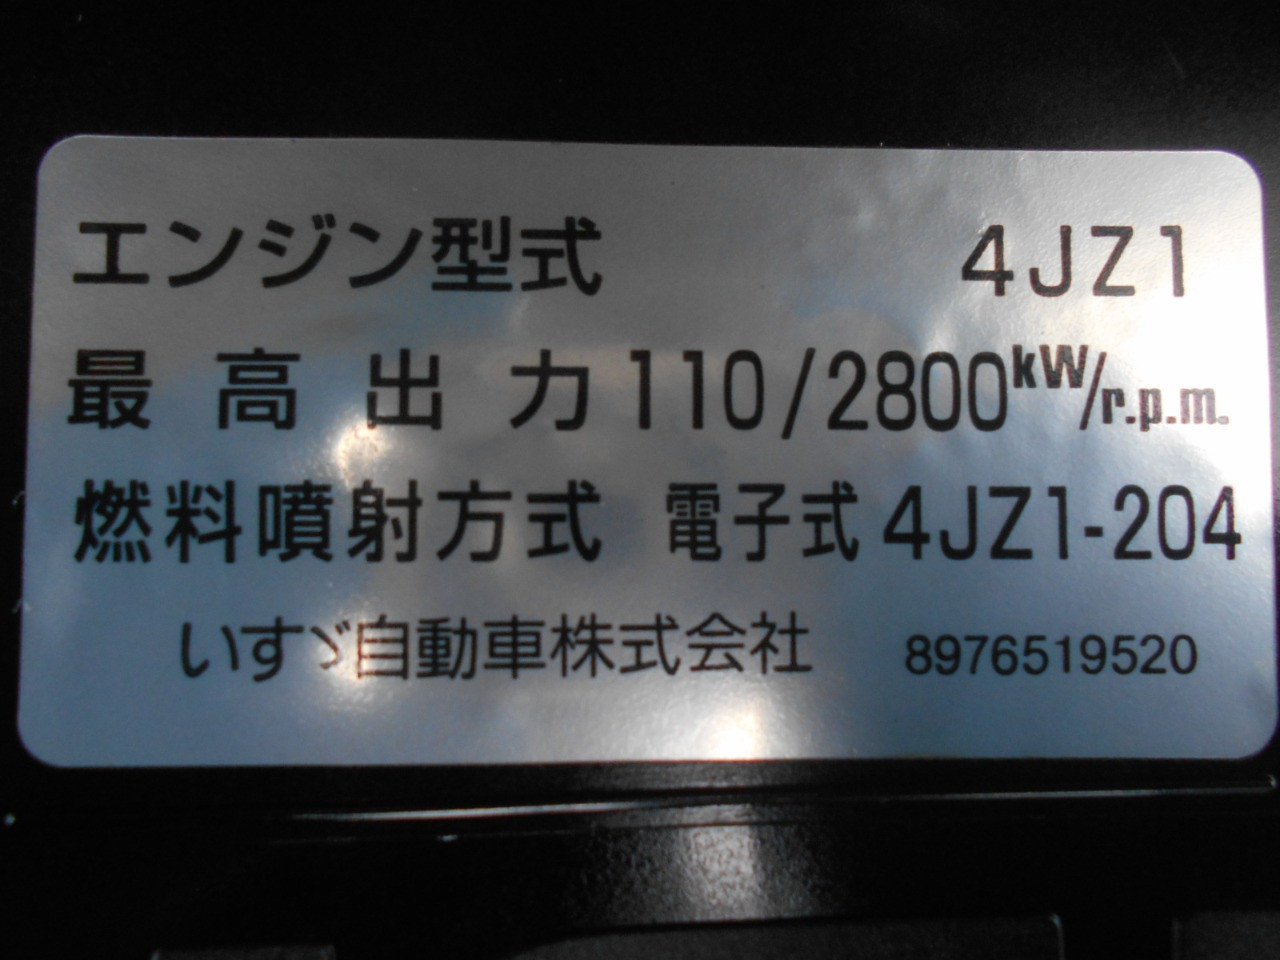 エンジン型式 4JZ1
最高出力 110/2800kW/r.p.m.
燃料噴射方式 電子式 4JZ1-204
いすゞ自動車株式会社 8976519520